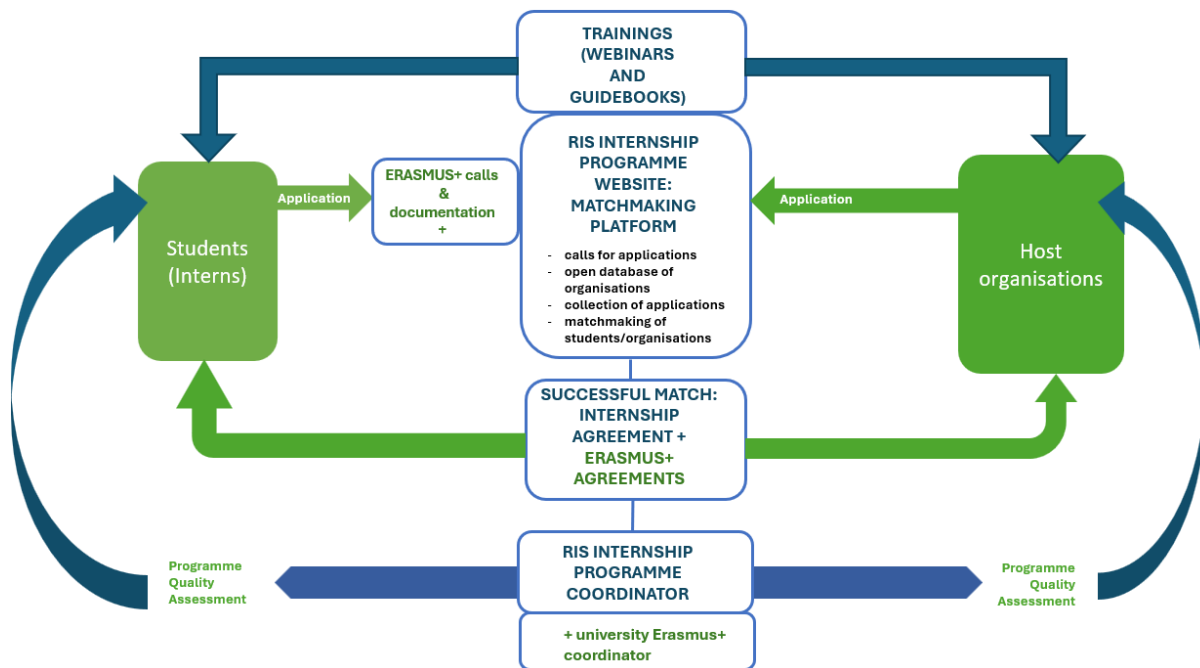 TRAININGS
(WEBINARS
AND
GUIDEBOOKS)
RIS INTERNSHIP
PROGRAMME
WEBSITE:
MATCHMAKING
PLATFORM
- calls for applications
- open database of
organisations
- collection of applications
- matchmaking of
students/organisations
ERASMUS+ calls
&
documentation
+
Application
Application
Students
(Interns)
Host
organisations
SUCCESSFUL MATCH:
INTERNSHIP
AGREEMENT +
ERASMUS+
AGREEMENTS
RIS INTERNSHIP
PROGRAMME
COORDINATOR
+ university Erasmus+
coordinator
Programme
Quality
Assessment
Programme
Quality
Assessment